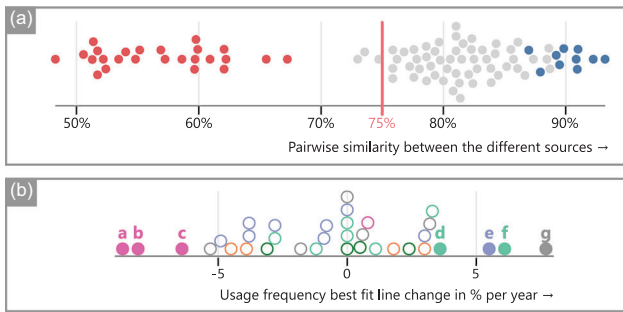 (a)
50% 60% 70% 75% 80% 90%
Pairwise similarity between the different sources →
(b)
a b c d e f g
-5 0 5
Usage frequency best fit line change in % per year →